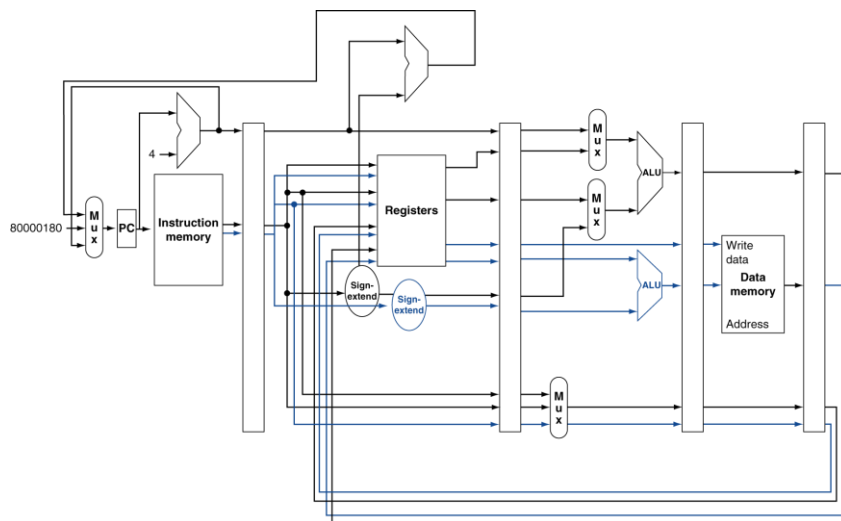 4
80000180
M
u
x
PC
Instruction
memory
Registers
Sign-
extend
Sign-
extend
M
u
x
M
u
x
ALU
ALU
M
u
x
Write
data
Data
memory
Address